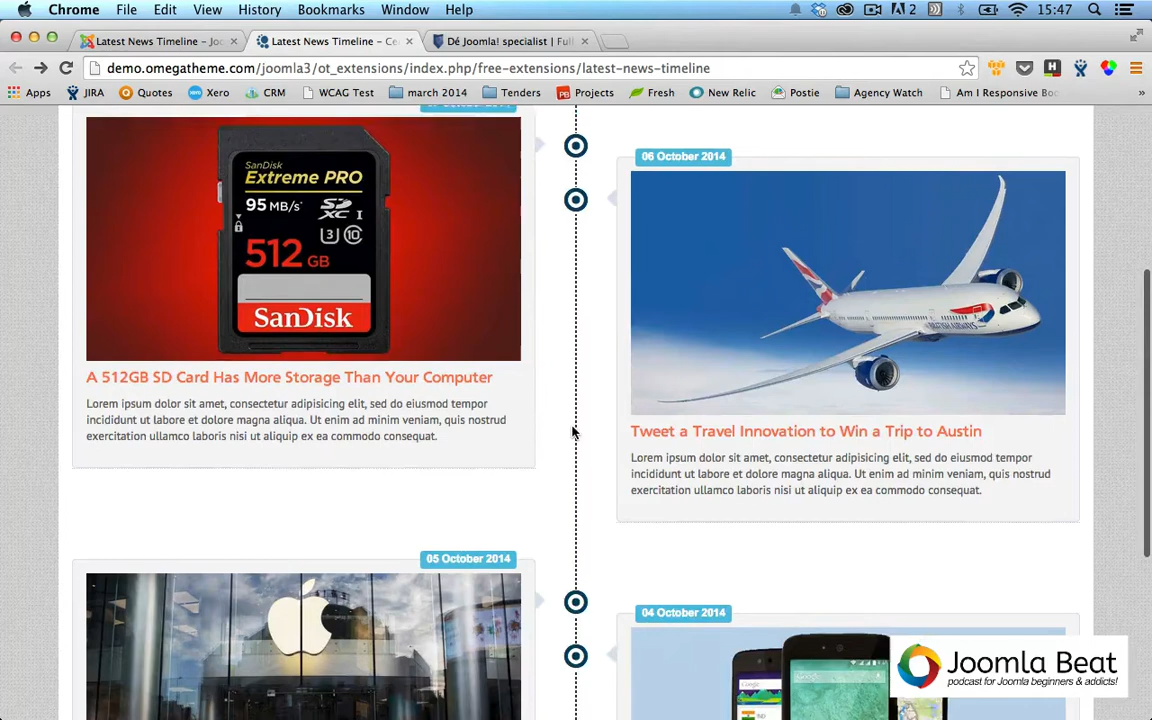 Chrome File Edit View History Bookmarks Window Help 2 15:47
Latest News Timeline - Joo
Latest News Timeline - Ce
Dé Joomla! specialist | Full
demo.omegatheme.com/joomla3/ot_extensions/index.php/free-extensions/latest-news-timeline
Apps JIRA Quotes Xero CRM WCAG Test march 2014 Tenders Projects Fresh New Relic Postie Agency Watch Am I Responsive Boo »
SanDisk
Extreme PRO
95 MB/s*
SDXC I
U3 10
512 GB
SanDisk
A 512GB SD Card Has More Storage Than Your Computer
Lorem ipsum dolor sit amet, consectetur adipisicing elit, sed do eiusmod tempor
incididunt ut labore et dolore magna aliqua. Ut enim ad minim veniam, quis nostrud
exercitation ullamco laboris nisi ut aliquip ex ea commodo consequat.
06 October 2014
BRITISH AIRWAYS
Tweet a Travel Innovation to Win a Trip to Austin
Lorem ipsum dolor sit amet, consectetur adipisicing elit, sed do eiusmod tempor
incididunt ut labore et dolore magna aliqua. Ut enim ad minim veniam, quis nostrud
exercitation ullamco laboris nisi ut aliquip ex ea commodo consequat.
05 October 2014
04 October 2014
Google
Joomla Beat
podcast for Joomla beginners & addicts!